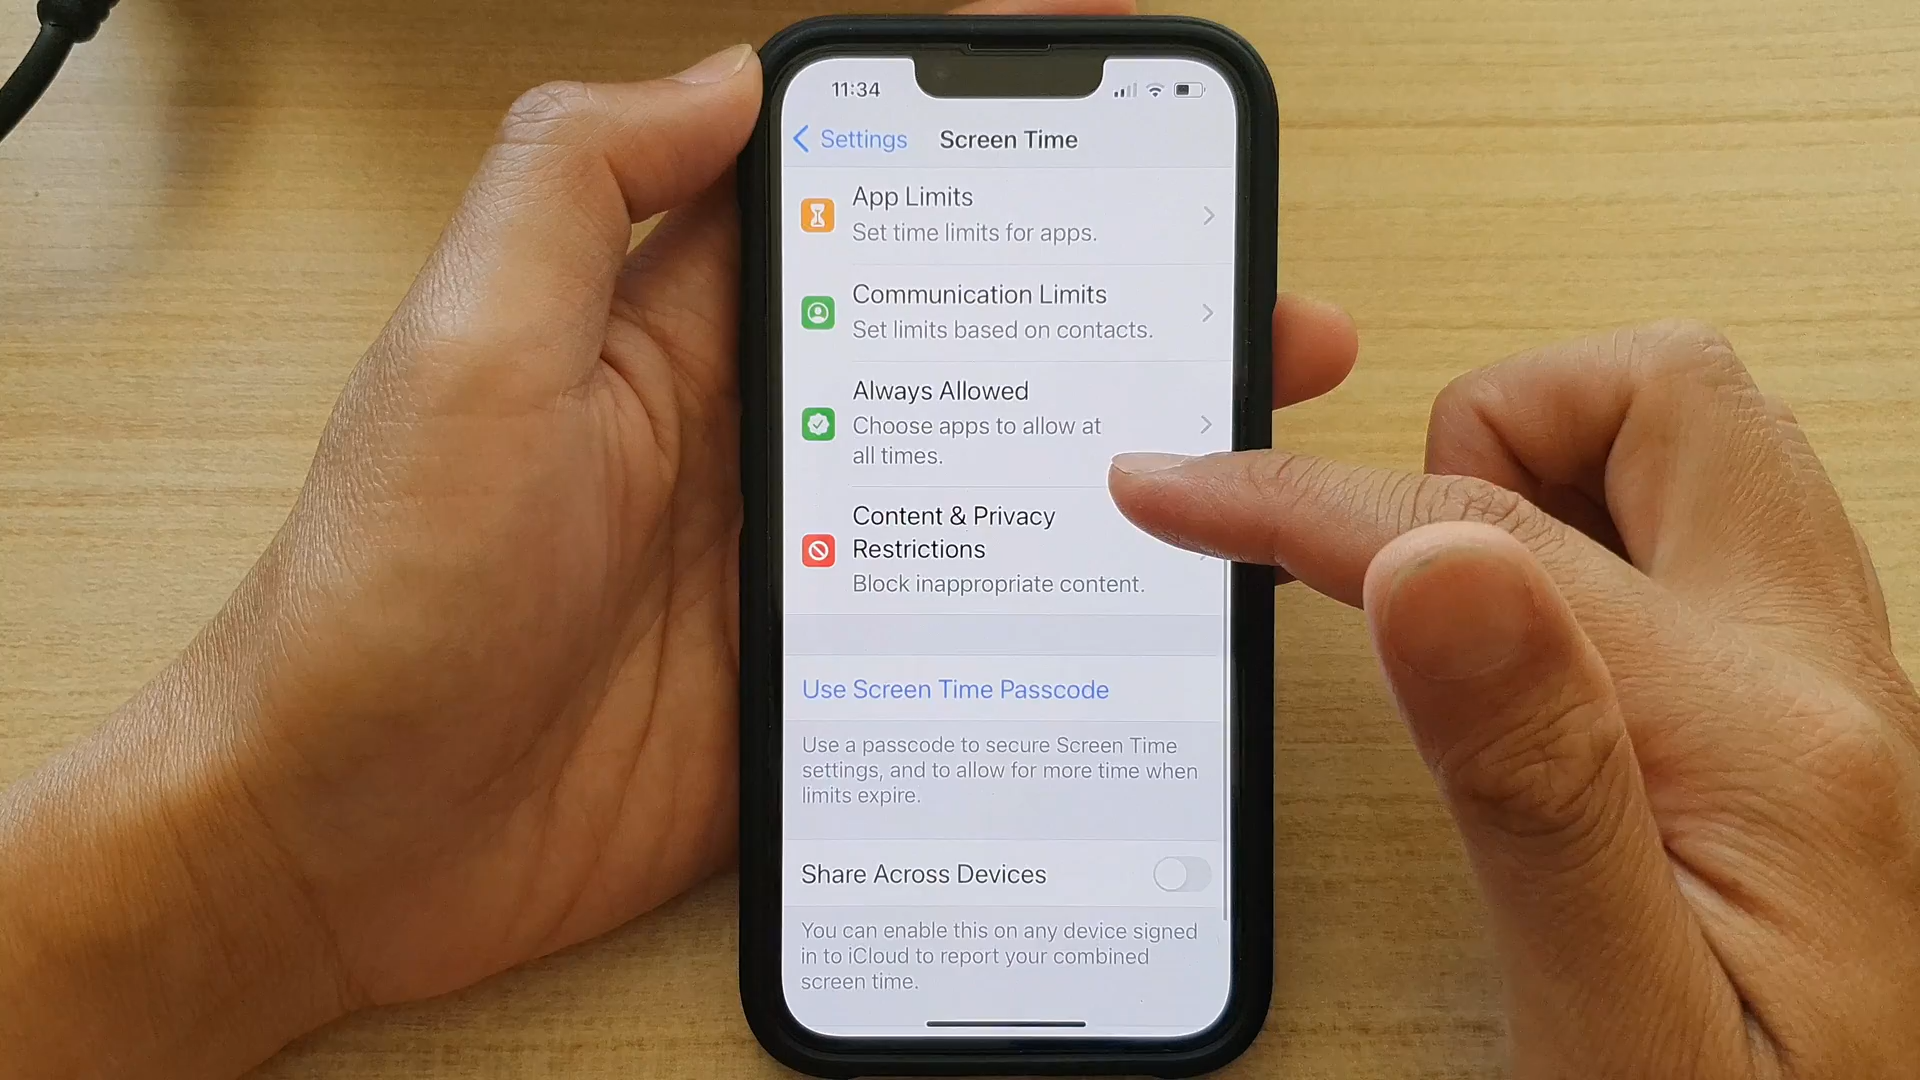 11:34
Settings
Screen Time
App Limits
Set time limits for apps.
Communication Limits
Set limits based on contacts.
Always Allowed
Choose apps to allow at
all times.
Content & Privacy
Restrictions
Block inappropriate content.
Use Screen Time Passcode
Use a passcode to secure Screen Time
settings, and to allow for more time when
limits expire.
Share Across Devices
You can enable this on any device signed
in to iCloud to report your combined
screen time.